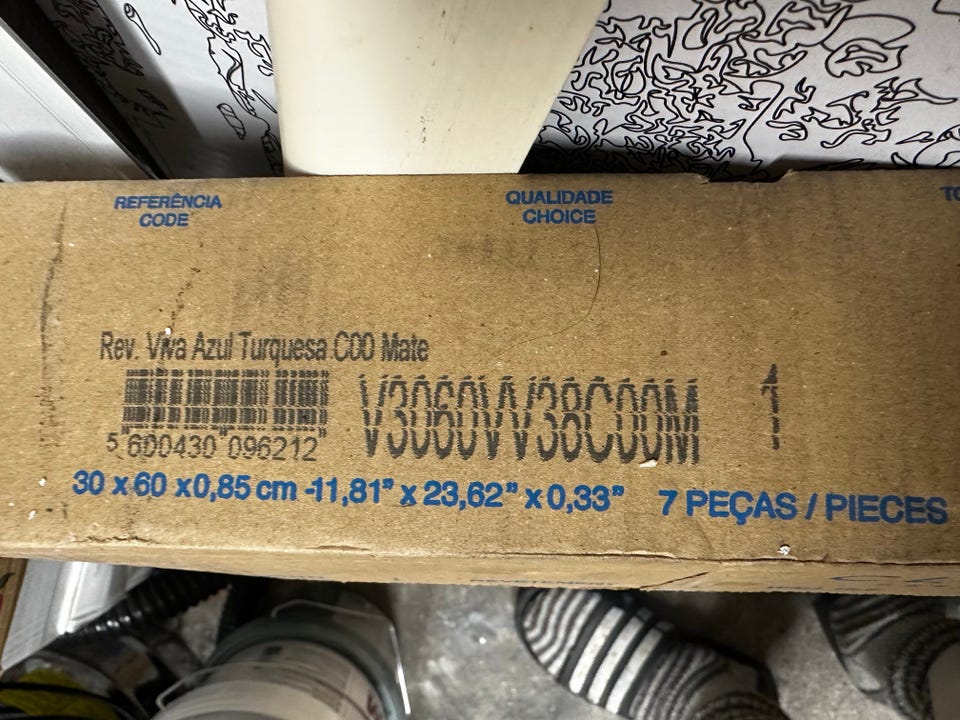 REFERÊNCIA
CODE
QUALIDADE
CHOICE
Rev. Viva Azul Turquesa C00 Mate
V3060VV38C00M 1
5 600430 096212
30 x 60 x 0,85 cm -11,81" x 23,62" x 0,33" 7 PEÇAS / PIECES